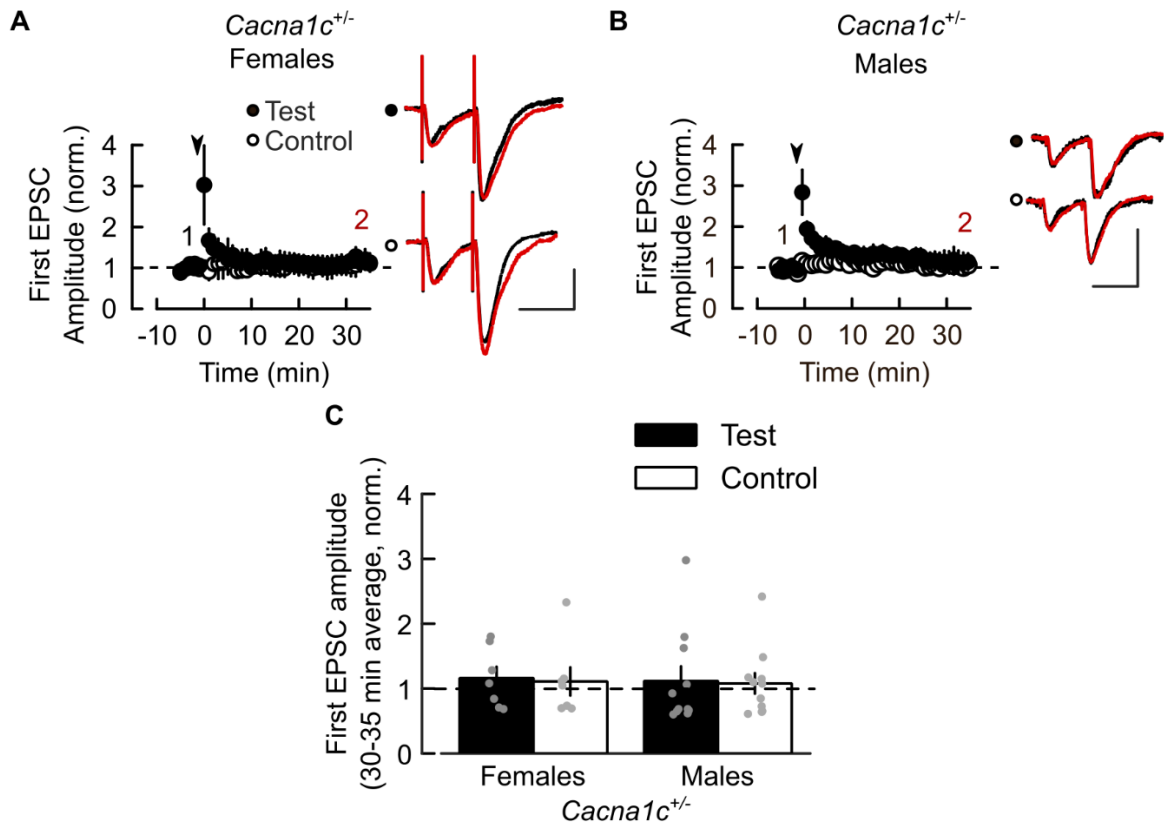 A
Cacna1c+/-
Females
Test
Control
First EPSC
Amplitude (norm.)
4
3
2
1
0
1
2
-10 0 10 20 30
Time (min)
B
Cacna1c+/-
Males
First EPSC
Amplitude (norm.)
4
3
2
1
0
1
2
-10 0 10 20 30
Time (min)
C
Test
Control
First EPSC amplitude
(30-35 min average, norm.)
4
3
2
1
0
Females Males
Cacna1c+/-